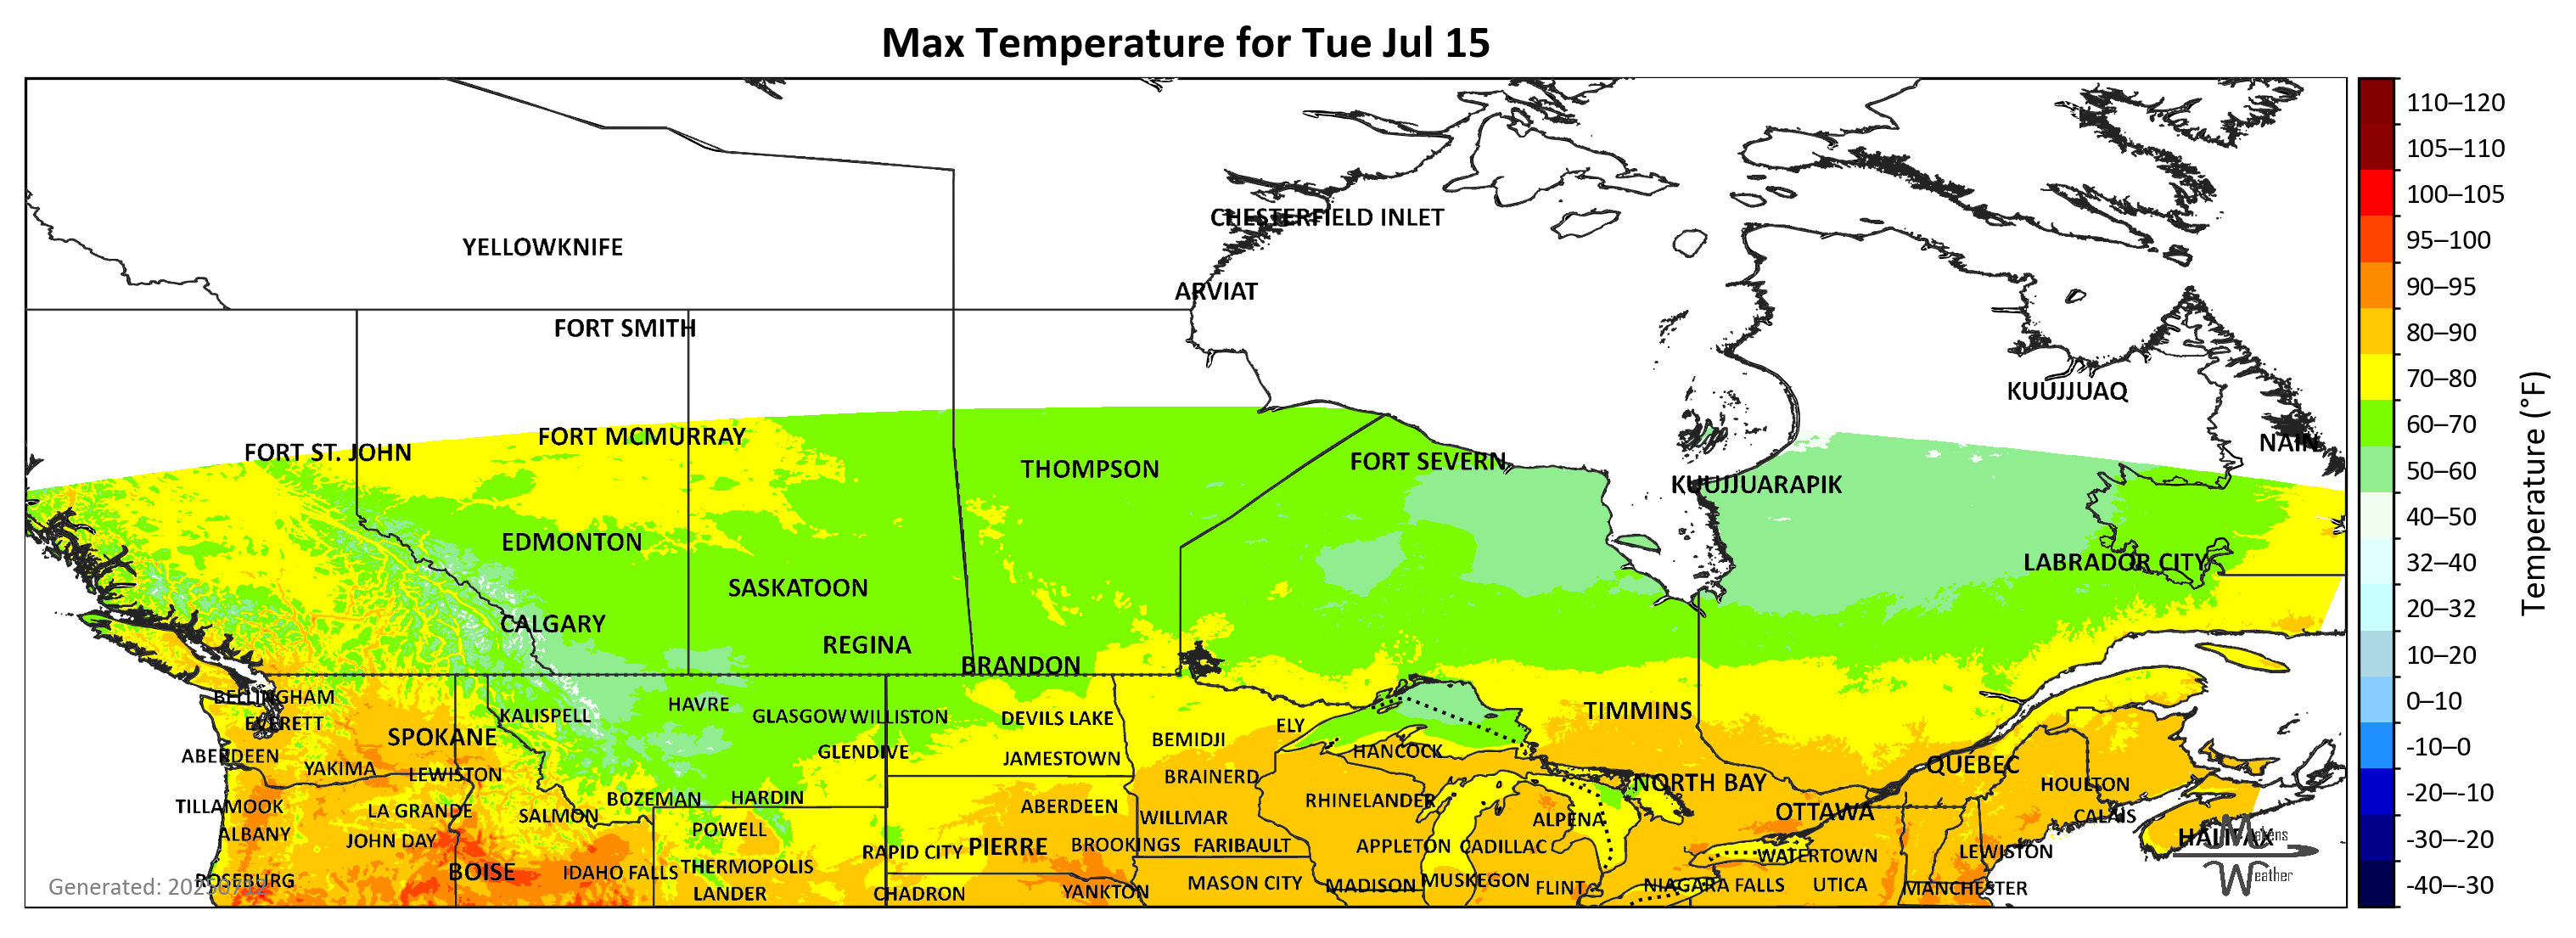 Max Temperature for Tue Jul 15
110–120
105–110
CHESTERFIELD INLET
100–105
YELLOWKNIFE
95–100
ARVIAT
90–95
FORT SMITH
80–90
KUUJJUAQ
70–80
FORT ST. JOHN
FORT MCMURRAY
THOMPSON
FORT SEVERN
NAIN
60–70
KUUJJUARAPIK
50–60
EDMONTON
40–50
LABRADOR CITY
32–40
SASKATOON
20–32
CALGARY
REGINA
BRANDON
10–20
Temperature (°F)
BELLINGHAM
HAVRE
0–10
EVERETT
KALISPELL
GLASGOW
WILLISTON
DEVILS LAKE
ELY
TIMMINS
SPOKANE
BEMIDJI
-10–0
ABERDEEN
GLENDIVE
JAMESTOWN
HANCOCK
QUÉBEC
YAKIMA
LEWISTON
BRAINERD
NORTH BAY
HOULTON
-20–-10
TILLAMOOK
LA GRANDE
SALMON
BOZEMAN
HARDIN
ABERDEEN
WILLMAR
RHINELANDER
ALPENA
OTTAWA
CALAIS
ALBANY
JOHN DAY
POWELL
RAPID CITY
PIERRE
BROOKINGS
FARIBAULT
APPLETON
CADILLAC
WATERTOWN
LEWISTON
HALIFAX
Makens
Weather
-30–-20
ROSEBURG
BOISE
IDAHO FALLS
THERMOPOLIS
LANDER
CHADRON
YANKTON
MASON CITY
MADISON
MUSKEGON
FLINT
NIAGARA FALLS
UTICA
MANCHESTER
-40–-30
Generated: